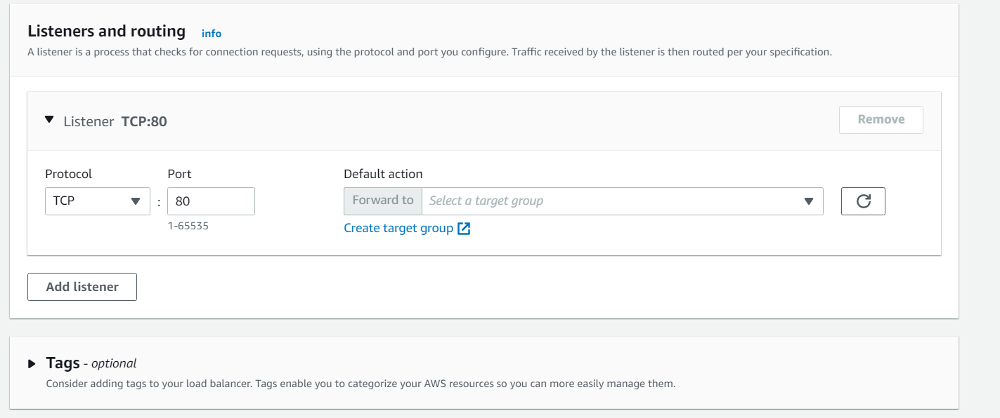 Listeners and routing info
A listener is a process that checks for connection requests, using the protocol and port you configure. Traffic received by the listener is then routed per your specification.
Listener TCP:80
Remove
Protocol
Port
Default action
TCP
:
80
Forward to
Select a target group
1-65535
Create target group
Add listener
Tags - optional
Consider adding tags to your load balancer. Tags enable you to categorize your AWS resources so you can more easily manage them.